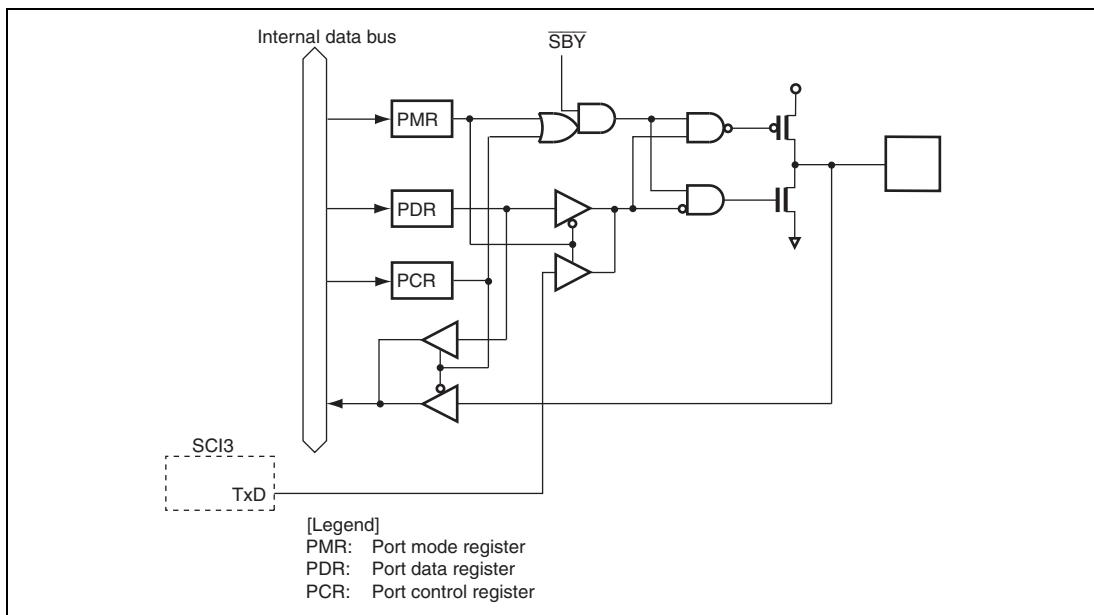 Internal data bus
SBY
PMR
PDR
PCR
SCI3
TxD
[Legend]
PMR: Port mode register
PDR: Port data register
PCR: Port control register